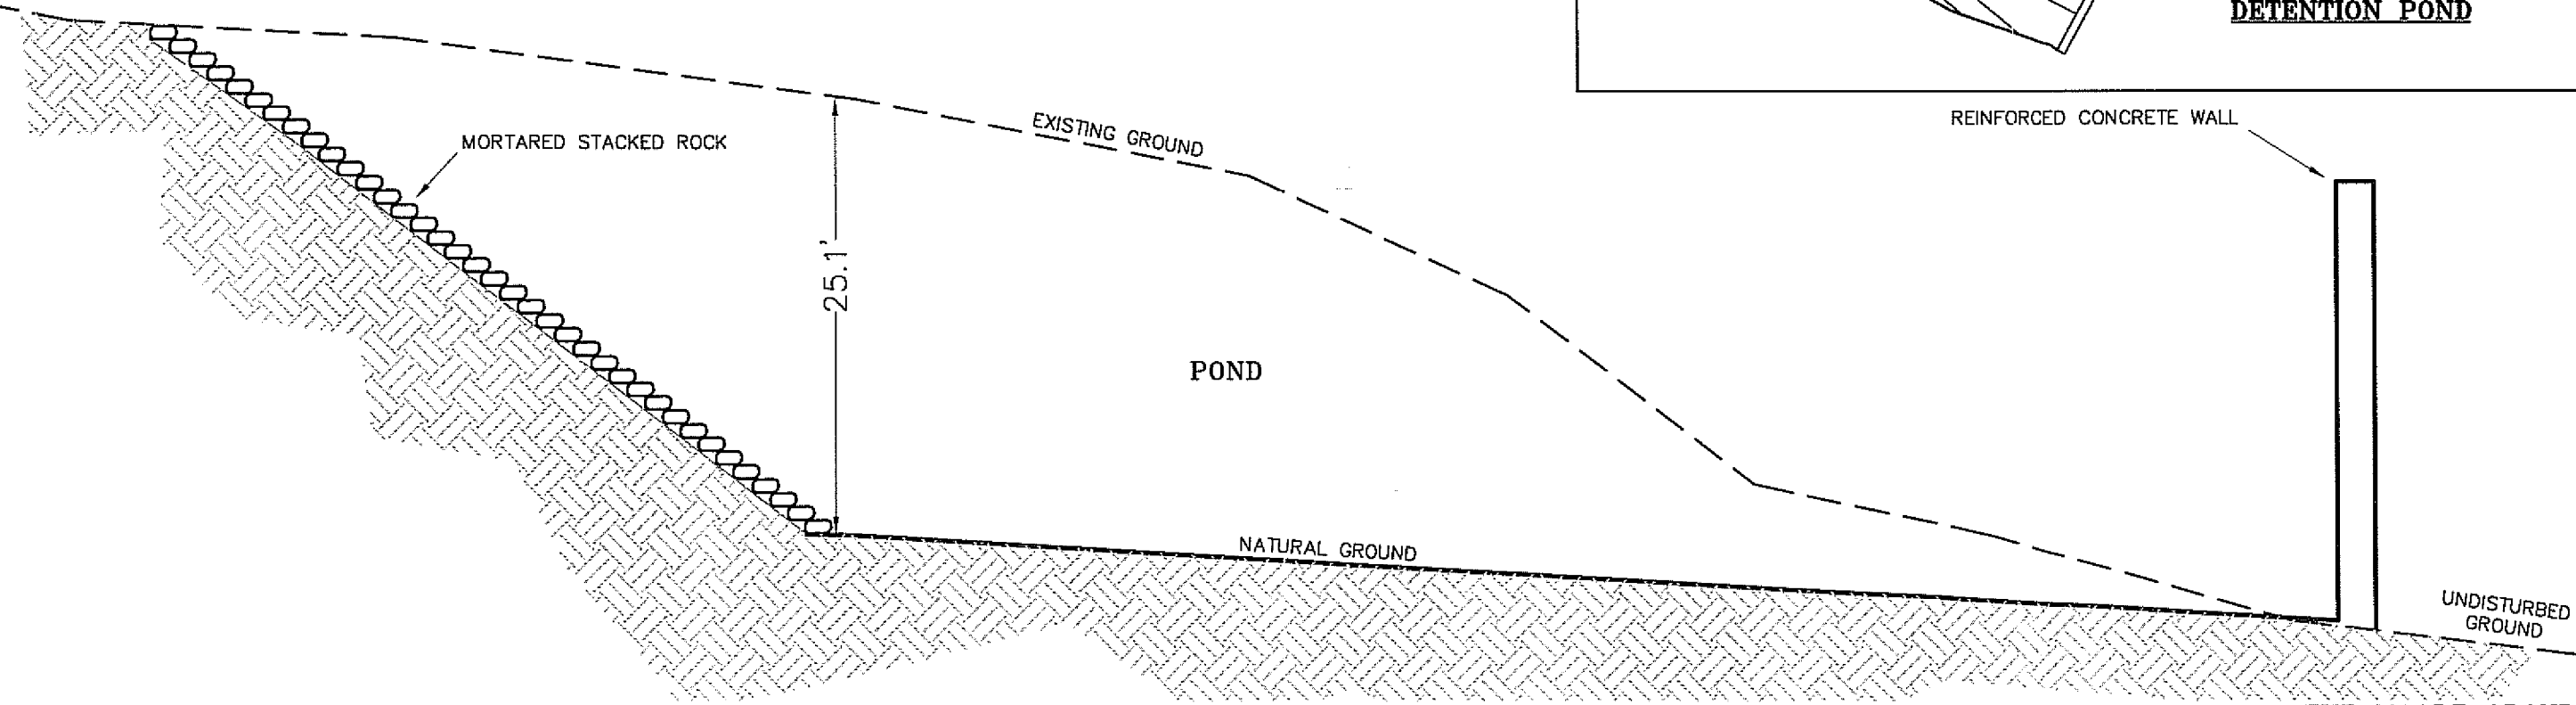 DETENTION POND
REINFORCED CONCRETE WALL
EXISTING GROUND
MORTARED STACKED ROCK
25.1'
POND
NATURAL GROUND
UNDISTURBED
GROUND